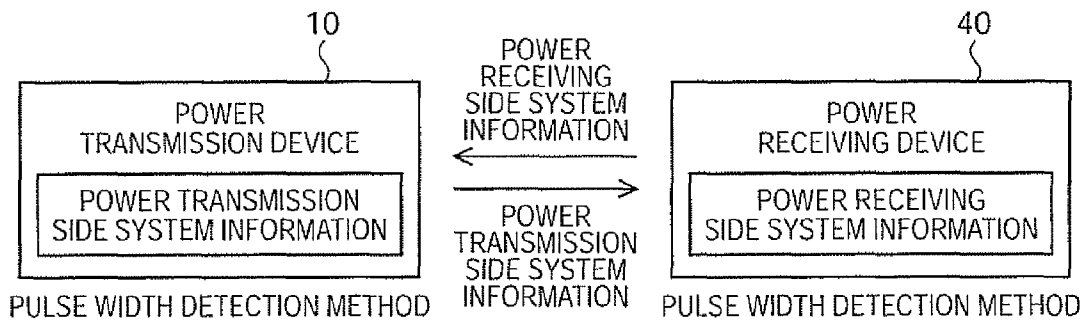 10
POWER
TRANSMISSION DEVICE
POWER TRANSMISSION
SIDE SYSTEM INFORMATION
PULSE WIDTH DETECTION METHOD
POWER
RECEIVING
SIDE SYSTEM
INFORMATION
POWER
TRANSMISSION
SIDE SYSTEM
INFORMATION
40
POWER
RECEIVING DEVICE
POWER RECEIVING
SIDE SYSTEM INFORMATION
PULSE WIDTH DETECTION METHOD